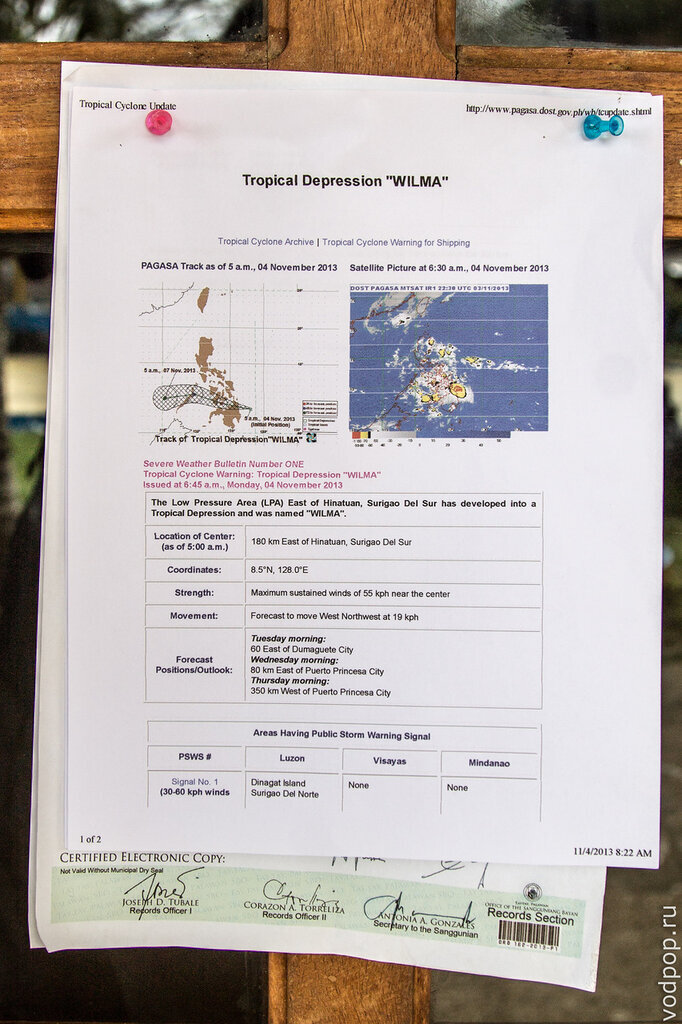 Tropical Cyclone Update
http://www.pagasa.dost.gov.ph/wb/tcupdate.shtml
Tropical Depression "WILMA"
Tropical Cyclone Archive | Tropical Cyclone Warning for Shipping
PAGASA Track as of 5 a.m., 04 November 2013
Satellite Picture at 6:30 a.m., 04 November 2013
DOST PAGASA MTSAT IR1 22:30 UTC 03/11/2013
5 a.m., 07 Nov. 2013
5 a.m., 04 Nov. 2013
(Initial Position)
Track of Tropical Depression "WILMA"
Severe Weather Bulletin Number ONE
Tropical Cyclone Warning: Tropical Depression "WILMA"
Issued at 6:45 a.m., Monday, 04 November 2013
The Low Pressure Area (LPA) East of Hinatuan, Surigao Del Sur has developed into a
Tropical Depression and was named "WILMA".
Location of Center:
(as of 5:00 a.m.)
180 km East of Hinatuan, Surigao Del Sur
Coordinates:
8.5°N, 128.0°E
Strength:
Maximum sustained winds of 55 kph near the center
Movement:
Forecast to move West Northwest at 19 kph
Forecast
Positions/Outlook:
Tuesday morning:
60 East of Dumaguete City
Wednesday morning:
80 km East of Puerto Princesa City
Thursday morning:
350 km West of Puerto Princesa City
Areas Having Public Storm Warning Signal
PSWS #
Luzon
Visayas
Mindanao
Signal No. 1
(30-60 kph winds
Dinagat Island
Surigao Del Norte
None
None
1 of 2
11/4/2013 8:22 AM
CERTIFIED ELECTRONIC COPY:
Not Valid Without Municipal Dry Seal
JOSEPH D. TUBALE
Records Officer I
CORAZON A. TORRELIZA
Records Officer II
ANTONIA A. GONZALES
Secretary to the Sanggunian
OFFICE OF THE SANGGUNIANG BAYAN
Records Section
vodpop.ru